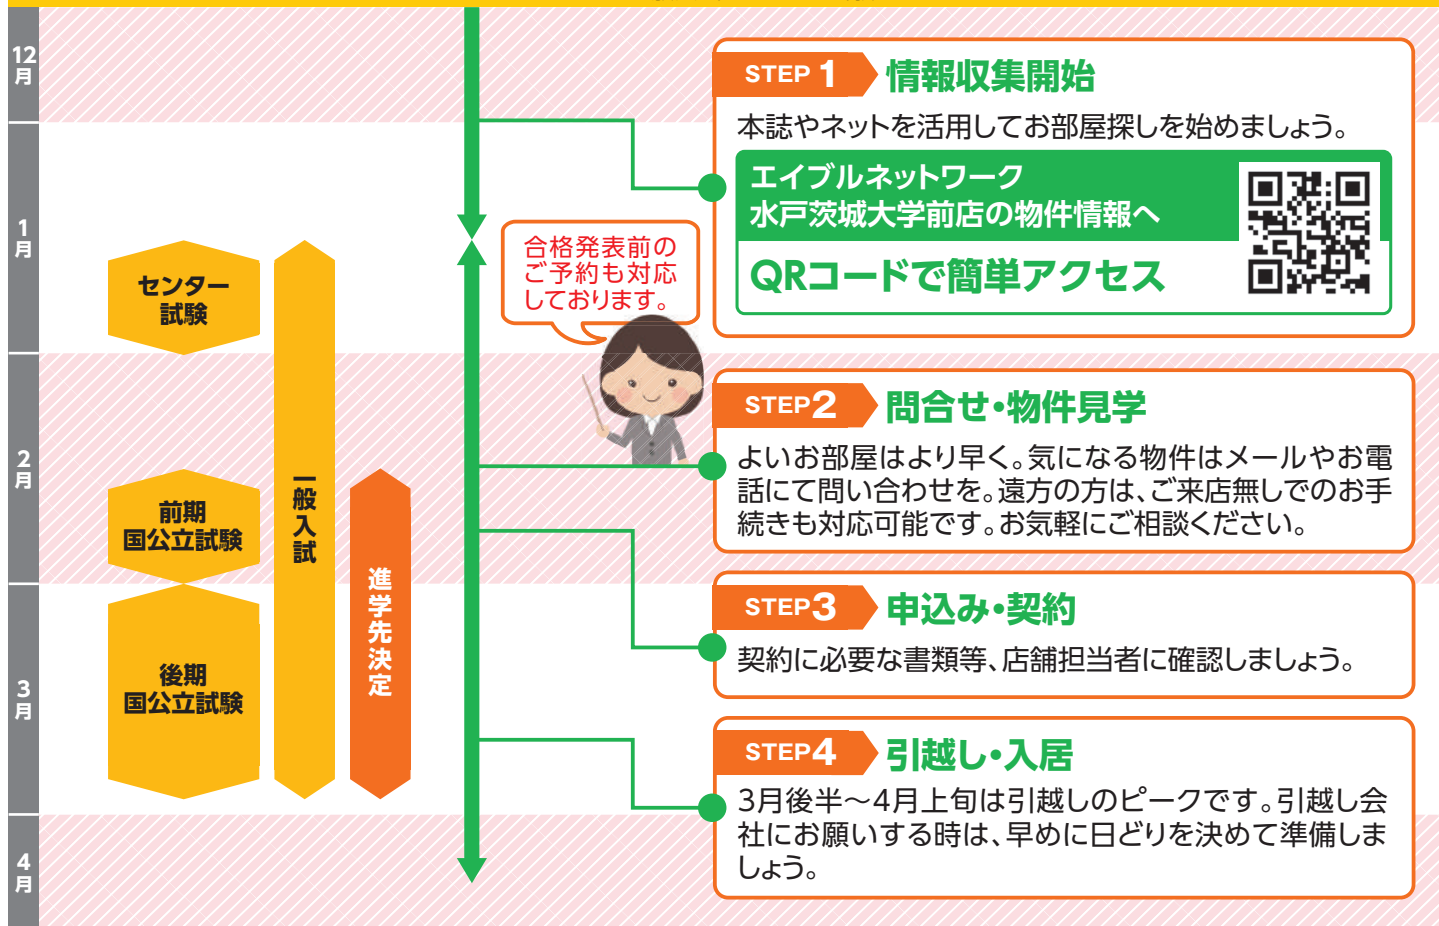 12月
1月
2月
3月
4月
センター
試験
前期
国公立試験
後期
国公立試験
一般入試
進学先決定
合格発表前の
ご予約も対応
しております。
STEP 1 情報収集開始
本誌やネットを活用してお部屋探しを始めましょう。
エイブルネットワーク
水戸茨城大学前店の物件情報へ
QRコードで簡単アクセス
STEP2 問合せ・物件見学
よいお部屋はより早く。気になる物件はメールやお電
話にて問い合わせを。遠方の方は、ご来店無しでのお手
続きも対応可能です。お気軽にご相談ください。
STEP3 申込み・契約
契約に必要な書類等、店舗担当者に確認しましょう。
STEP4 引越し・入居
3月後半～4月上旬は引越しのピークです。引越し会
社にお願いする時は、早めに日どりを決めて準備しま
しょう。